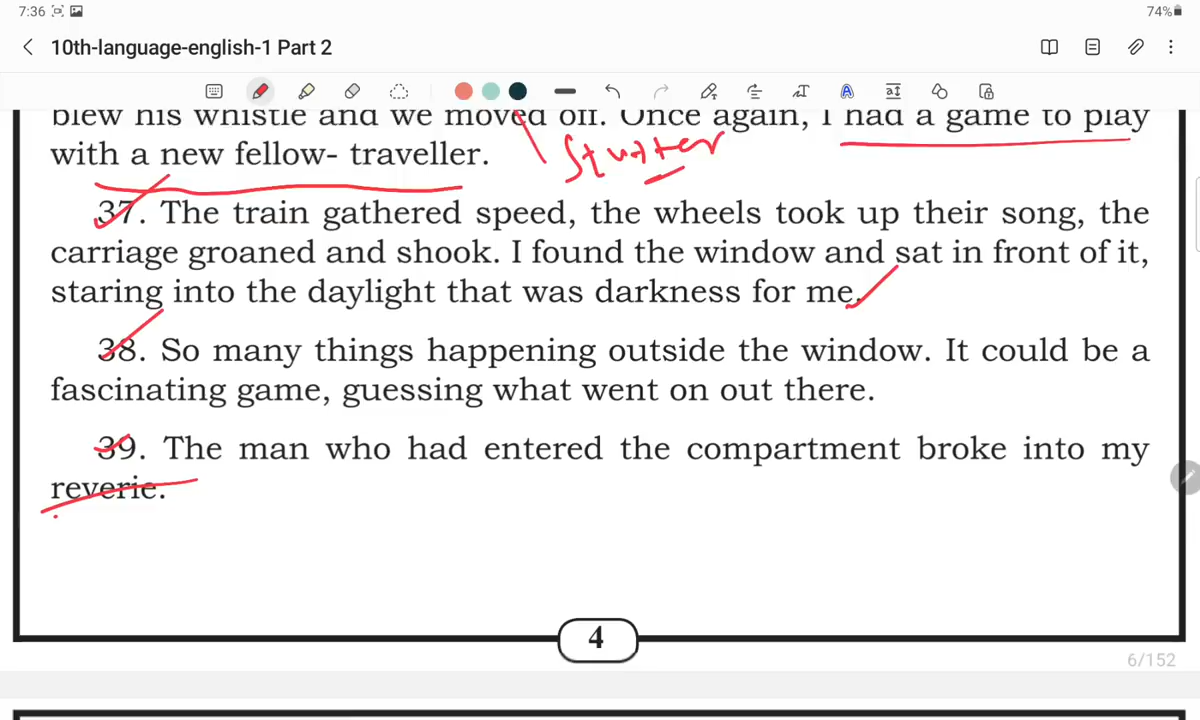 7:36
74%
10th-language-english-1 Part 2
blew his whistle and we moved off. Once again, I had a game to play
with a new fellow- traveller.
Stutter
37. The train gathered speed, the wheels took up their song, the
carriage groaned and shook. I found the window and sat in front of it,
staring into the daylight that was darkness for me.
38. So many things happening outside the window. It could be a
fascinating game, guessing what went on out there.
39. The man who had entered the compartment broke into my
reverie.
4
6/152